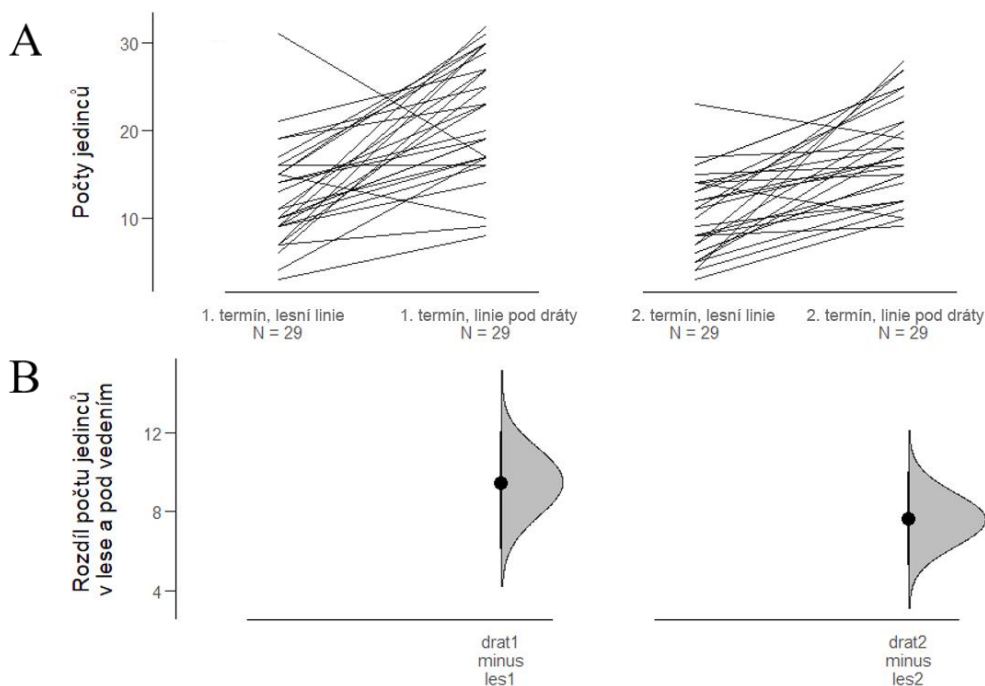 A
Počty jedinců
30
20
10
1. termín, lesní linie
N = 29
1. termín, linie pod dráty
N = 29
2. termín, lesní linie
N = 29
2. termín, linie pod dráty
N = 29
B
Rozdíl počtu jedinců
v lese a pod vedením
12
8
4
drat1
minus
les1
drat2
minus
les2